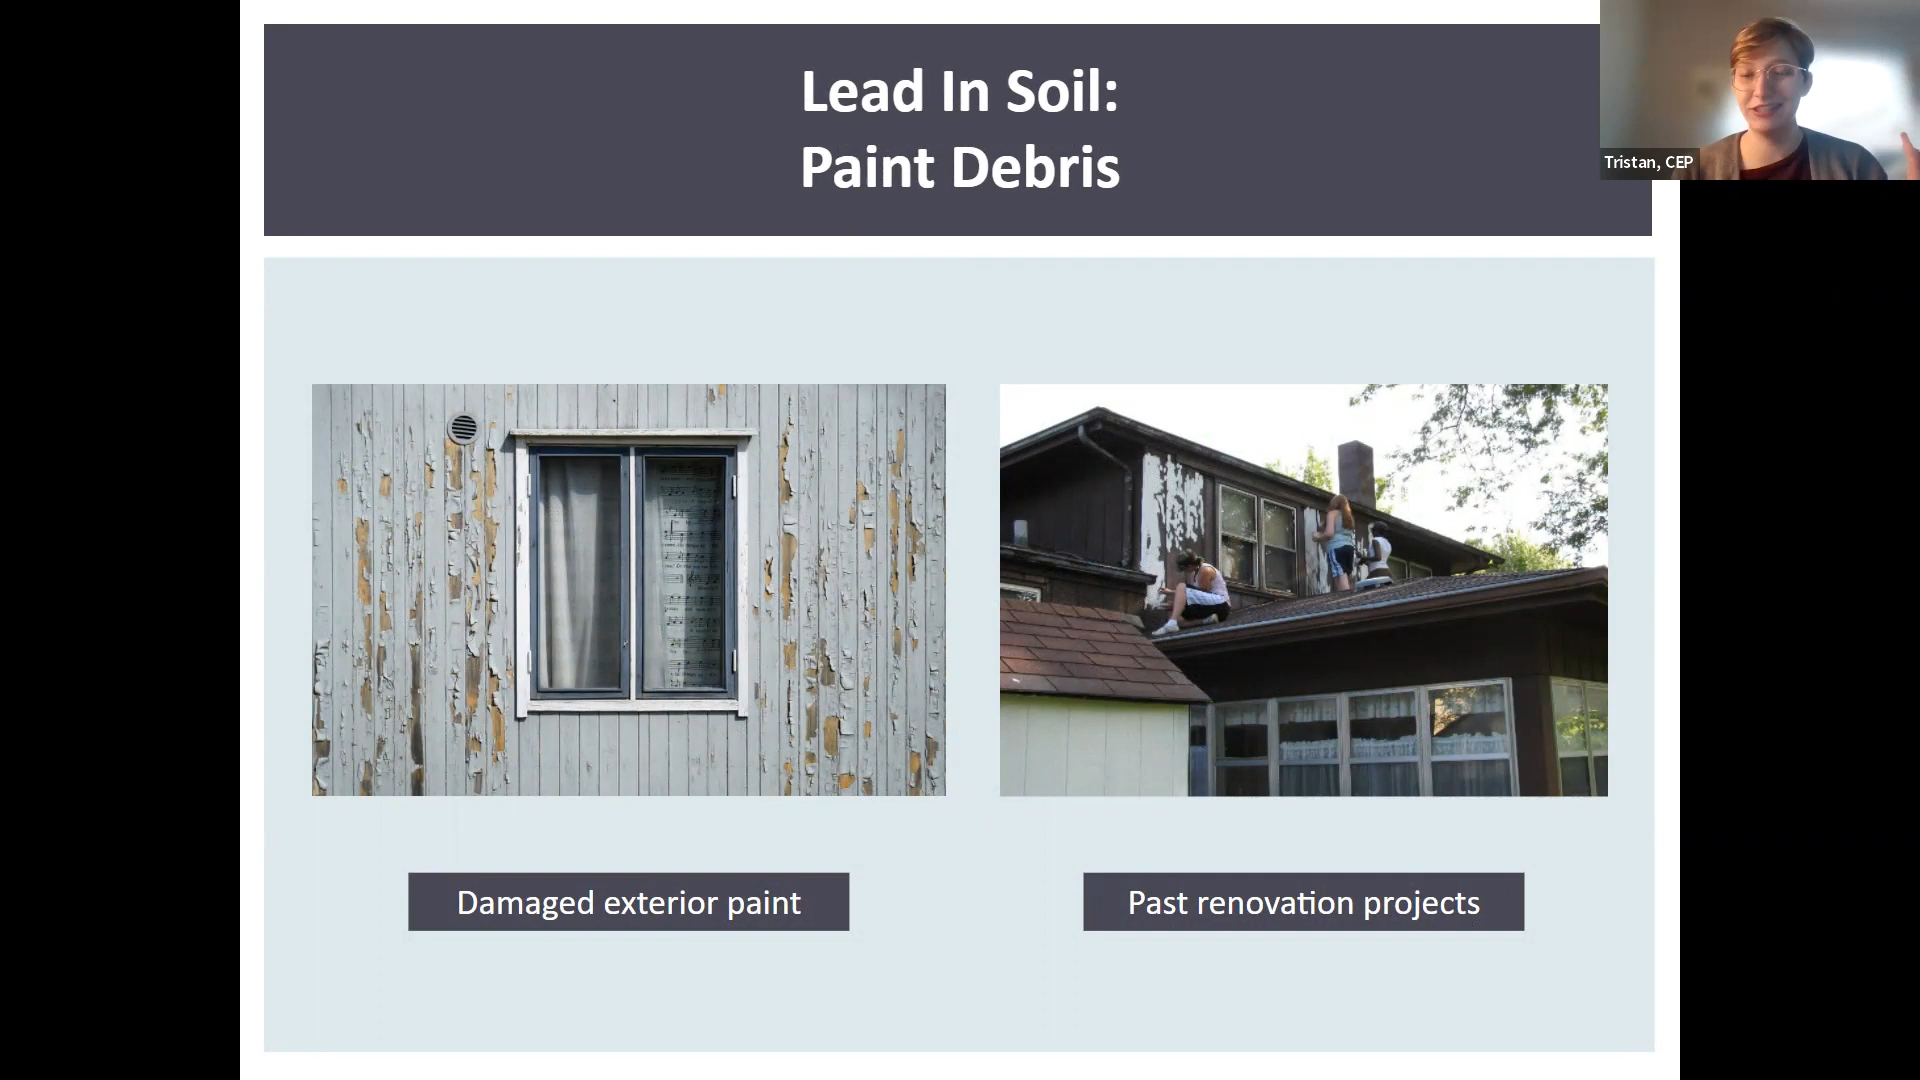 Lead In Soil:
Paint Debris
Tristan, CEP
Damaged exterior paint
Past renovation projects